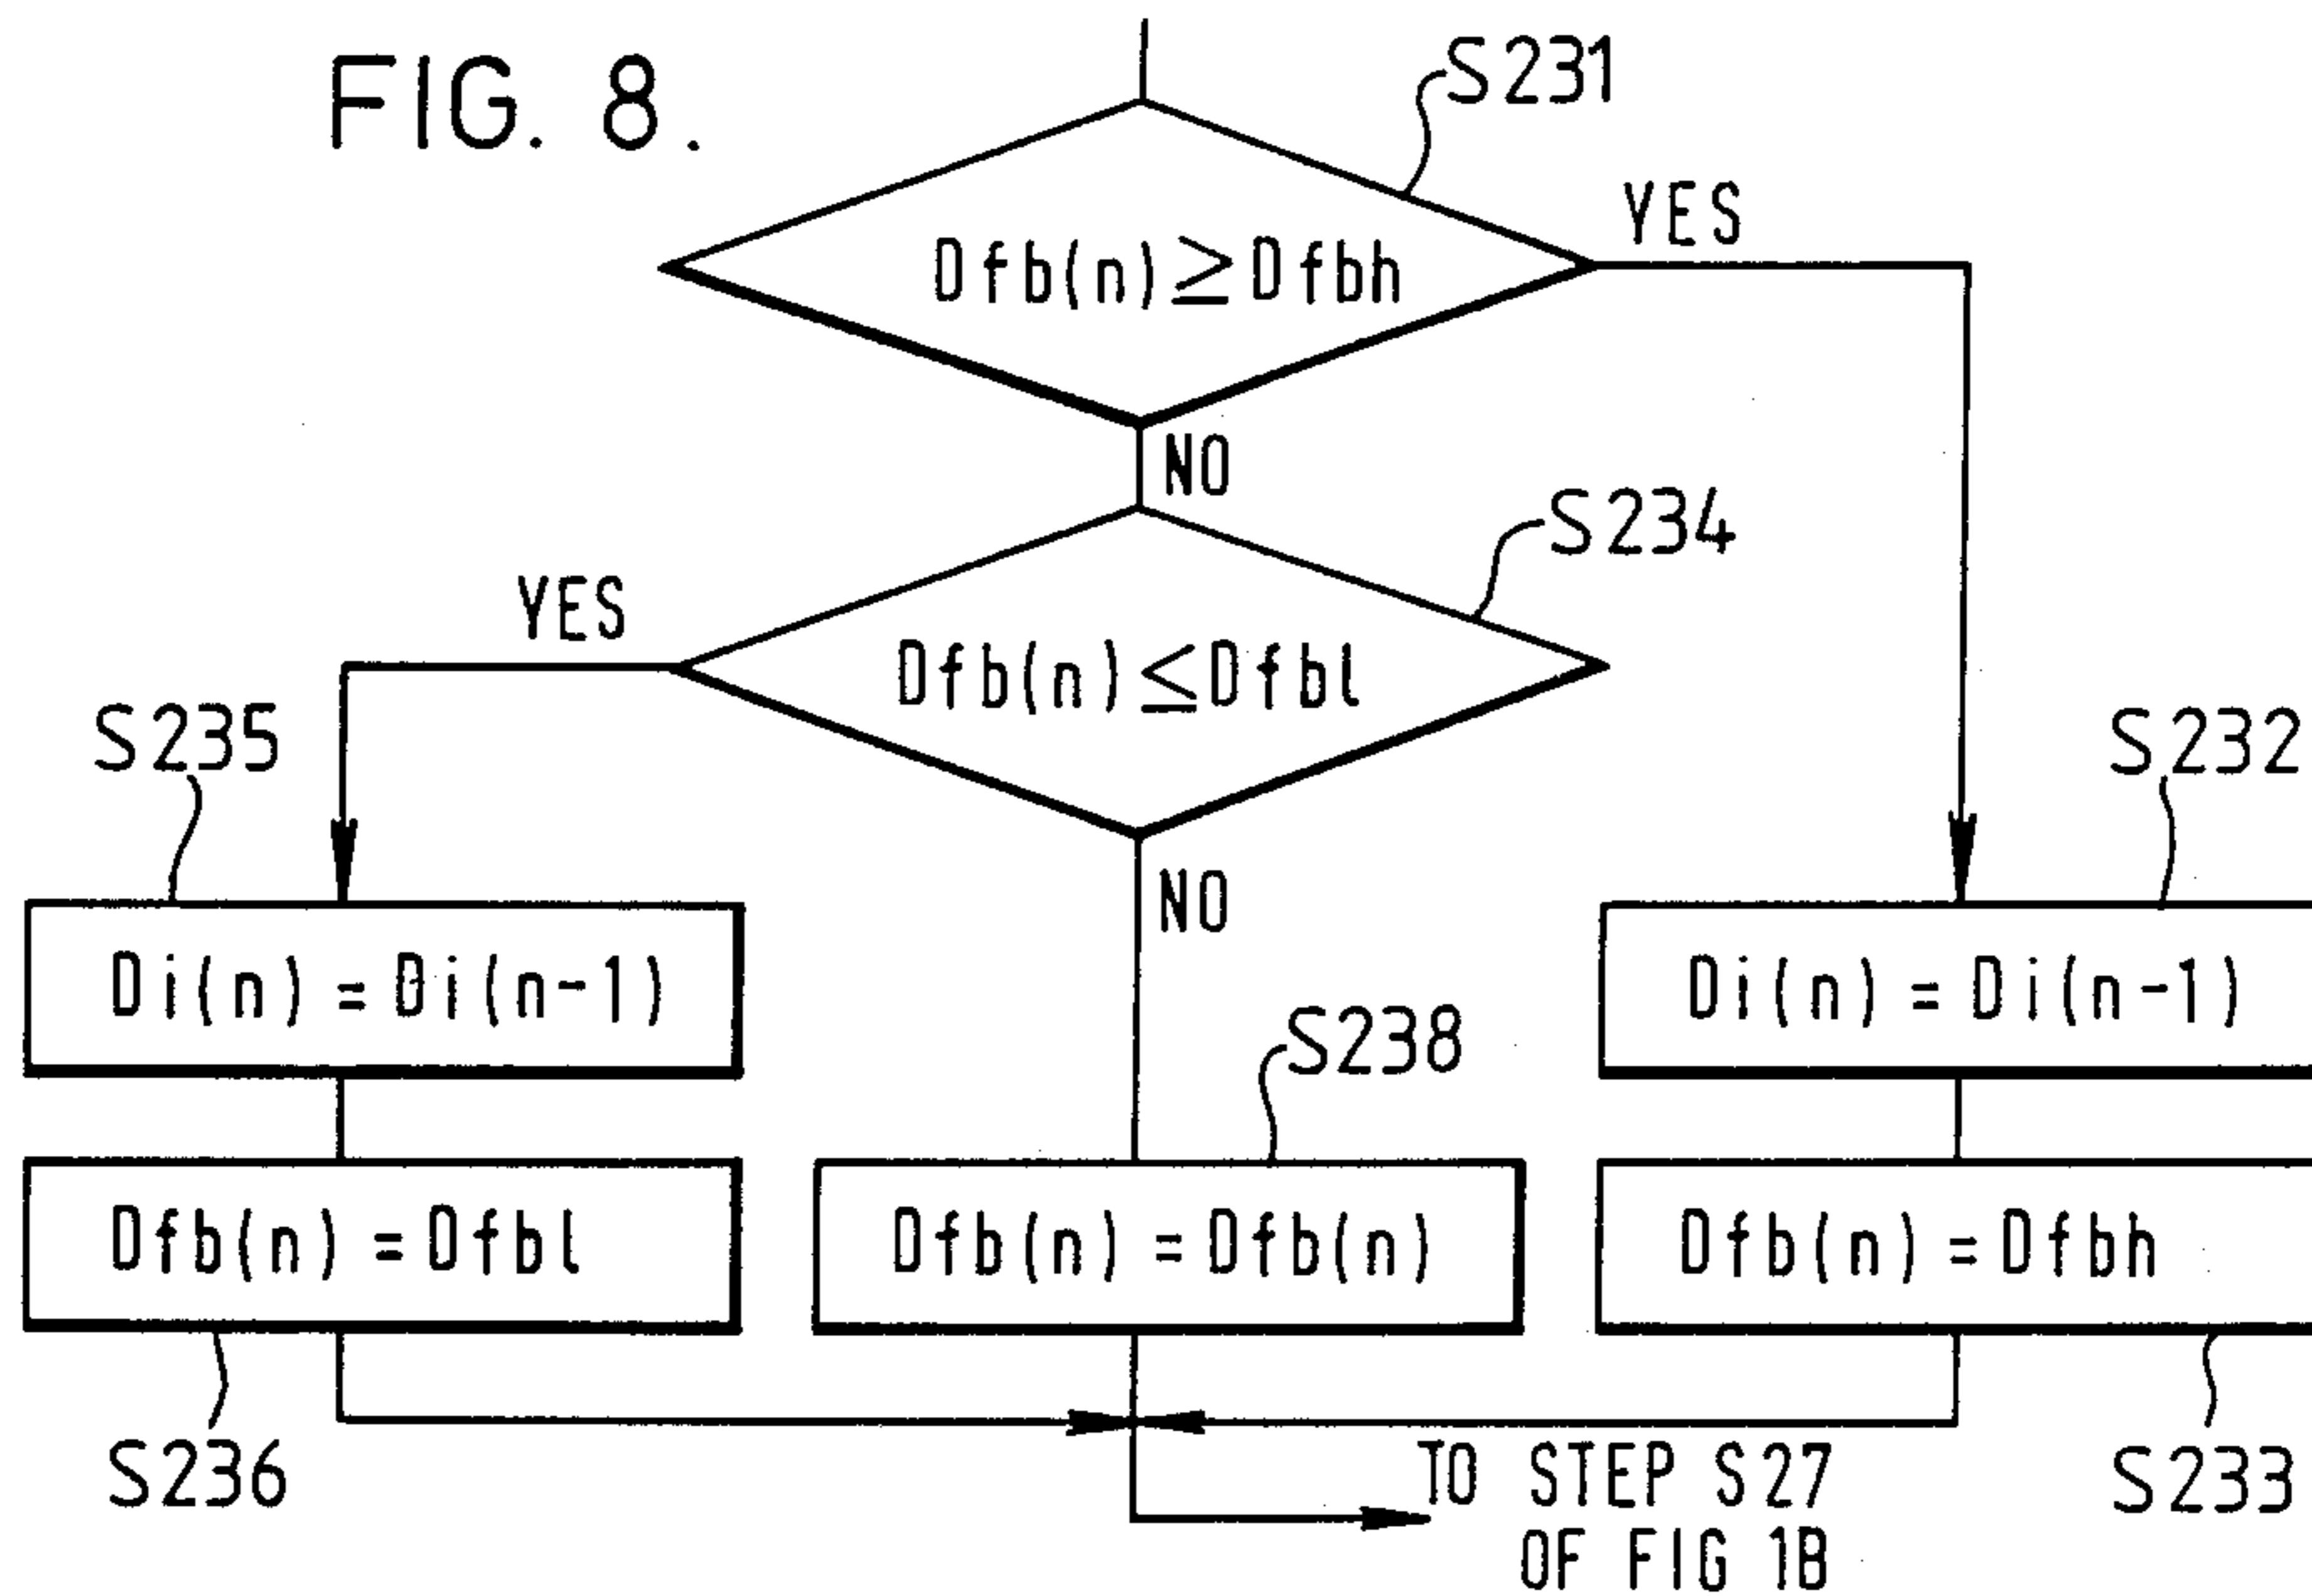 FIG. 8.
S231
Dfb(n)≧Dfbh
YES
NO
S234
YES
Dfb(n)≦Dfbl
S235
S232
NO
Di(n) = Di(n-1)
Di(n) = Di(n-1)
S238
Dfb(n) = Dfbl
Dfb(n) = Dfb(n)
Dfb(n) = Dfbh
S236
S233
TO STEP S27
OF FIG 1B